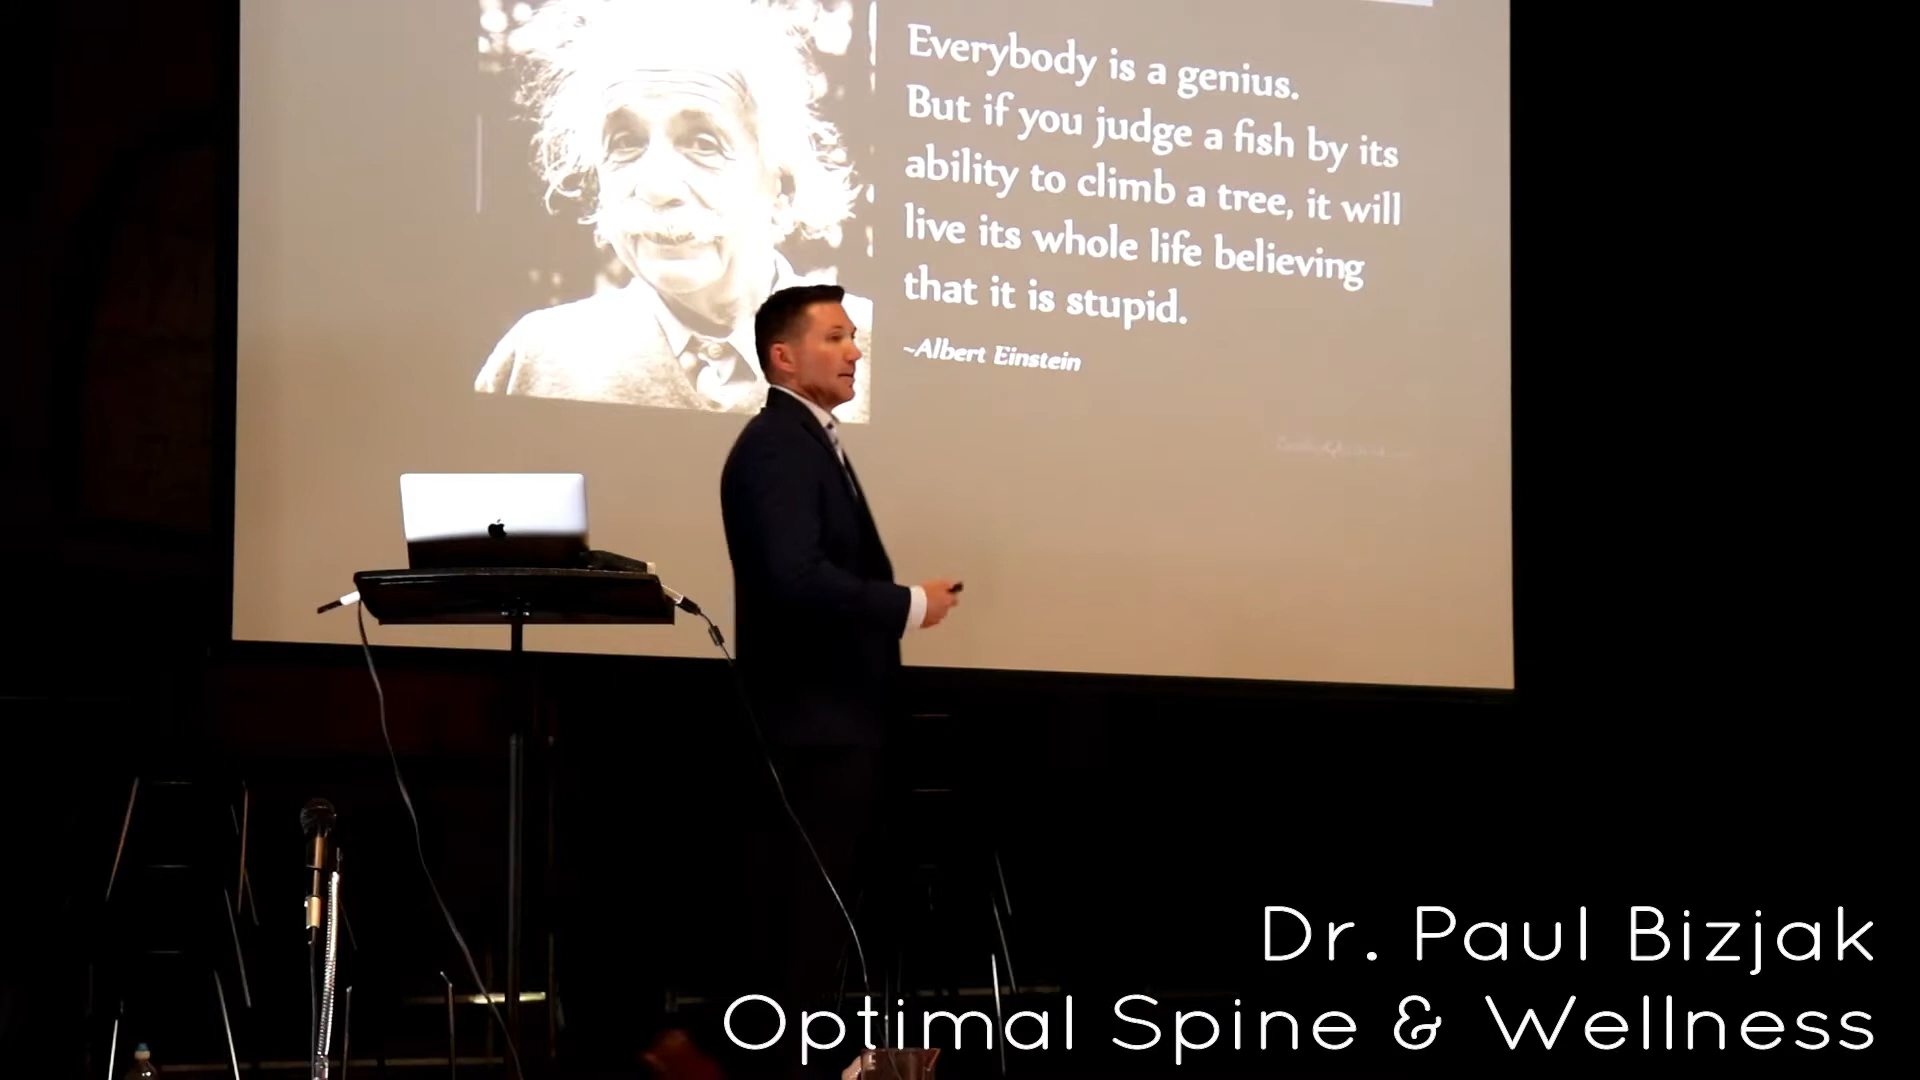 Everybody is a genius.
But if you judge a fish by its
ability to climb a tree, it will
live its whole life believing
that it is stupid.
~Albert Einstein
Dr. Paul Bizjak
Optimal Spine & Wellness